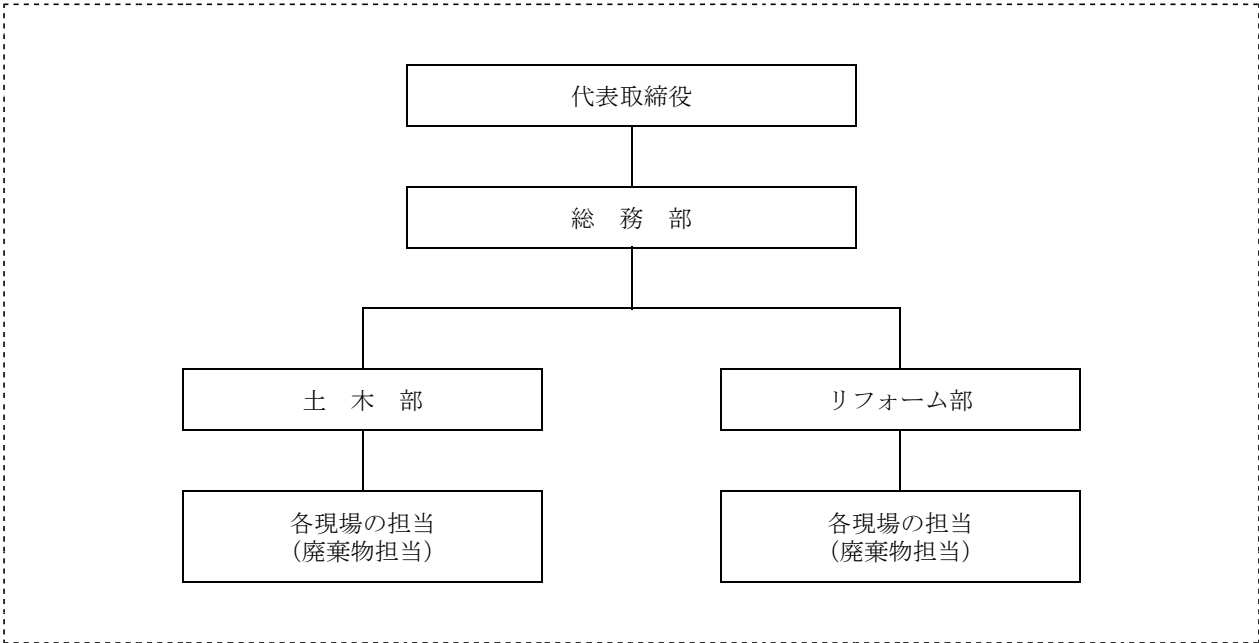 代表取締役
総　務　部
土　木　部
リフォーム部
各現場の担当
（廃棄物担当）
各現場の担当
（廃棄物担当）